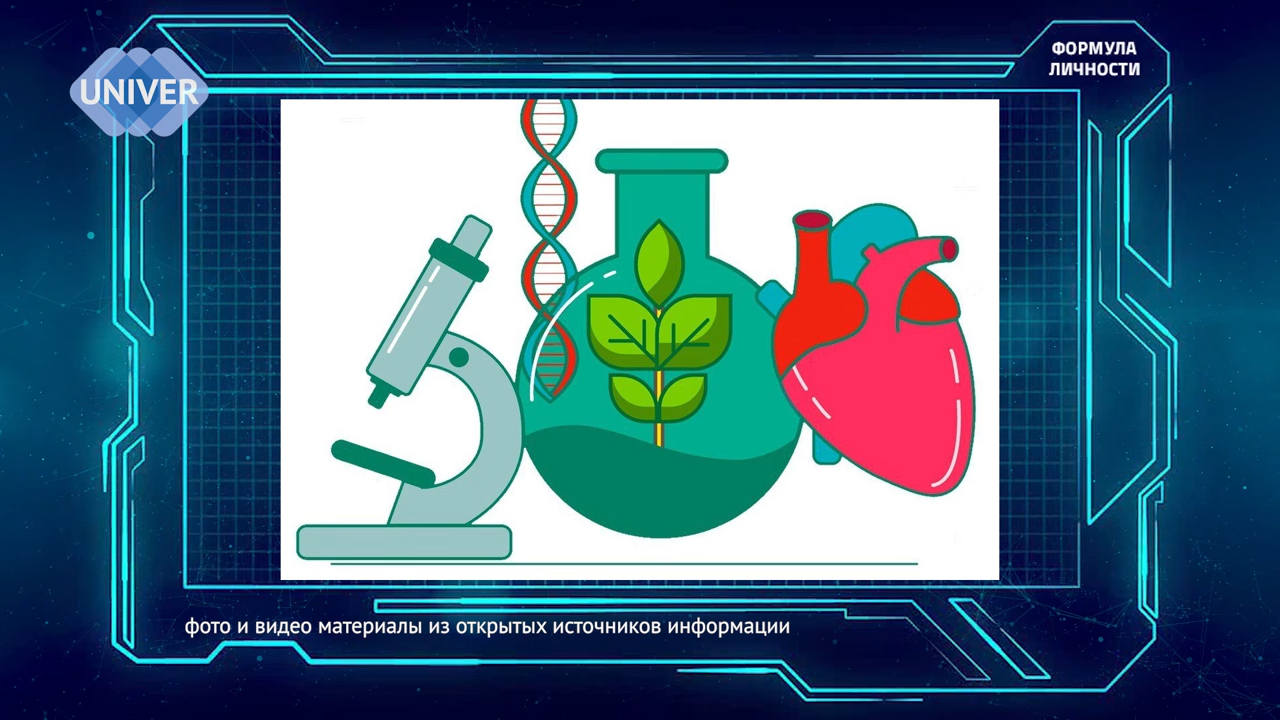 UNIVER
ФОРМУЛА
ЛИЧНОСТИ
фото и видео материалы из открытых источников информации